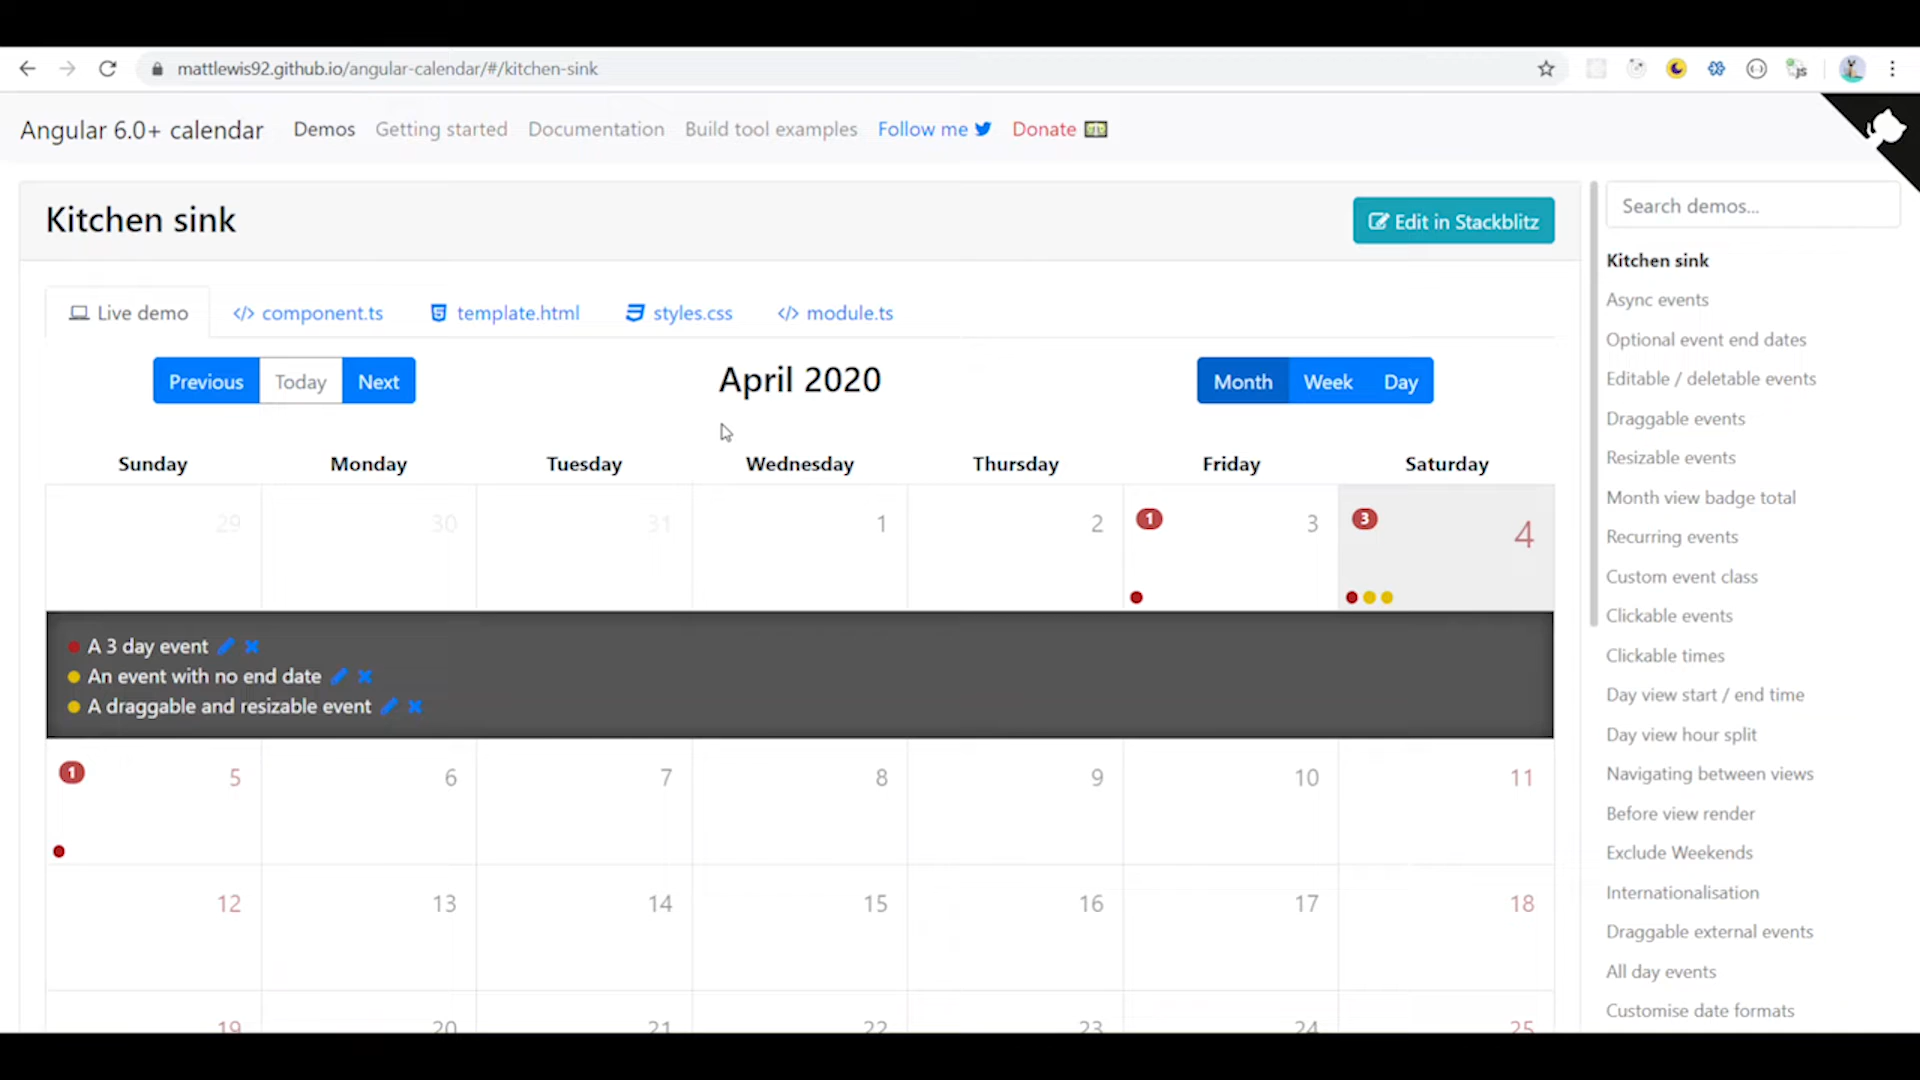 mattlewis92.github.io/angular-calendar/#/kitchen-sink
Angular 6.0+ calendar Demos Getting started Documentation Build tool examples Follow me Donate
Kitchen sink
Edit in Stackblitz
Live demo component.ts template.html styles.css module.ts
Previous Today Next
April 2020
Month Week Day
Sunday Monday Tuesday Wednesday Thursday Friday Saturday
29 30 31 1 2 1 3 3 4
A 3 day event
An event with no end date
A draggable and resizable event
1 5 6 7 8 9 10 11
12 13 14 15 16 17 18
19 20 21 22 23 24 25
Search demos...
Kitchen sink
Async events
Optional event end dates
Editable / deletable events
Draggable events
Resizable events
Month view badge total
Recurring events
Custom event class
Clickable events
Clickable times
Day view start / end time
Day view hour split
Navigating between views
Before view render
Exclude Weekends
Internationalisation
Draggable external events
All day events
Customise date formats